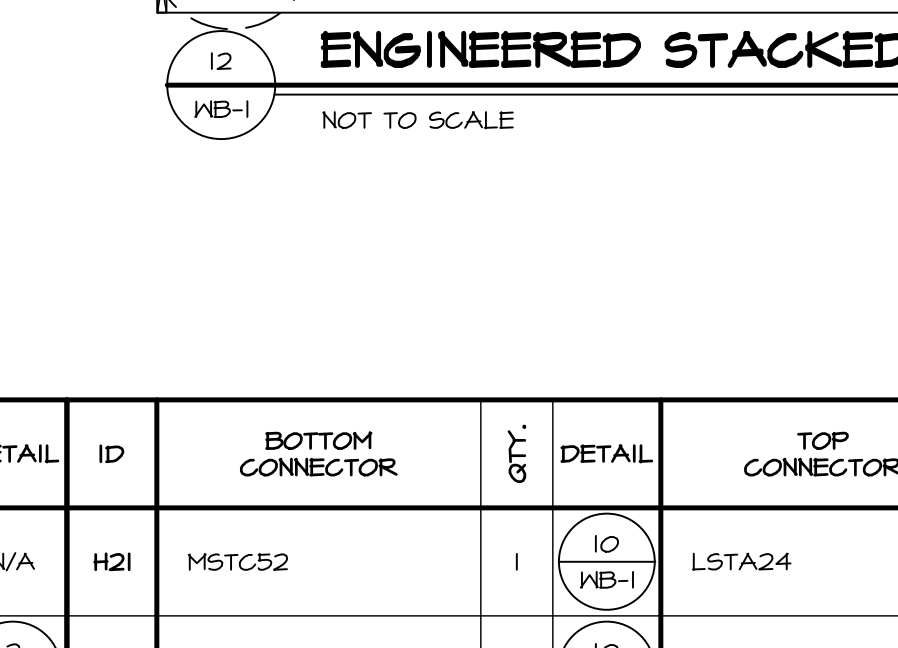 12
WB-1
ENGINEERED STACKED
NOT TO SCALE
ID
BOTTOM
CONNECTOR
QTY.
DETAIL
TOP
CONNECTOR
N/A
H21
MSTC52
1
10
WB-1
LSTA24